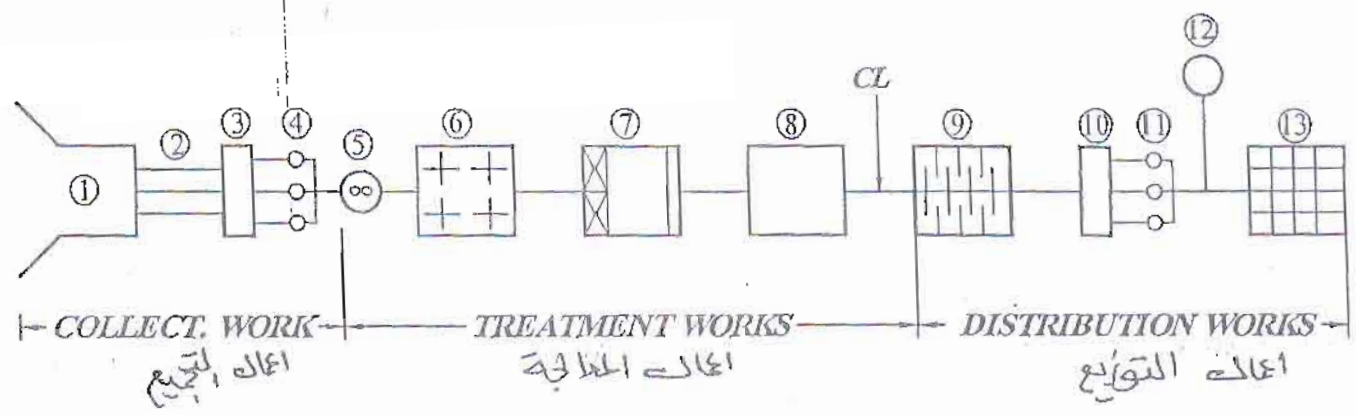 ① ② ③ ④ ⑤ ⑥ ⑦ ⑧ CL ⑨ ⑩ ⑪ ⑫ ⑬
∞
COLLECT. WORK TREATMENT WORKS DISTRIBUTION WORKS
اعمال التجميع اعمال المعالجة اعمال التوزيع